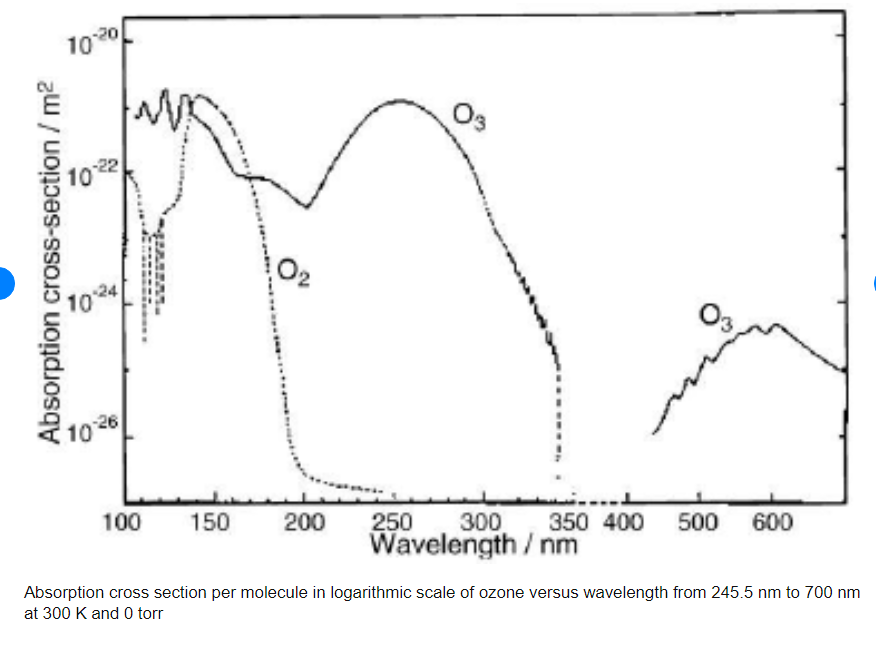 Absorption cross-section / m²
10⁻²⁰
10⁻²²
10⁻²⁴
10⁻²⁶
O₃
O₂
O₃
100 150 200 250 300 350 400 500 600
Wavelength / nm
Absorption cross section per molecule in logarithmic scale of ozone versus wavelength from 245.5 nm to 700 nm
at 300 K and 0 torr